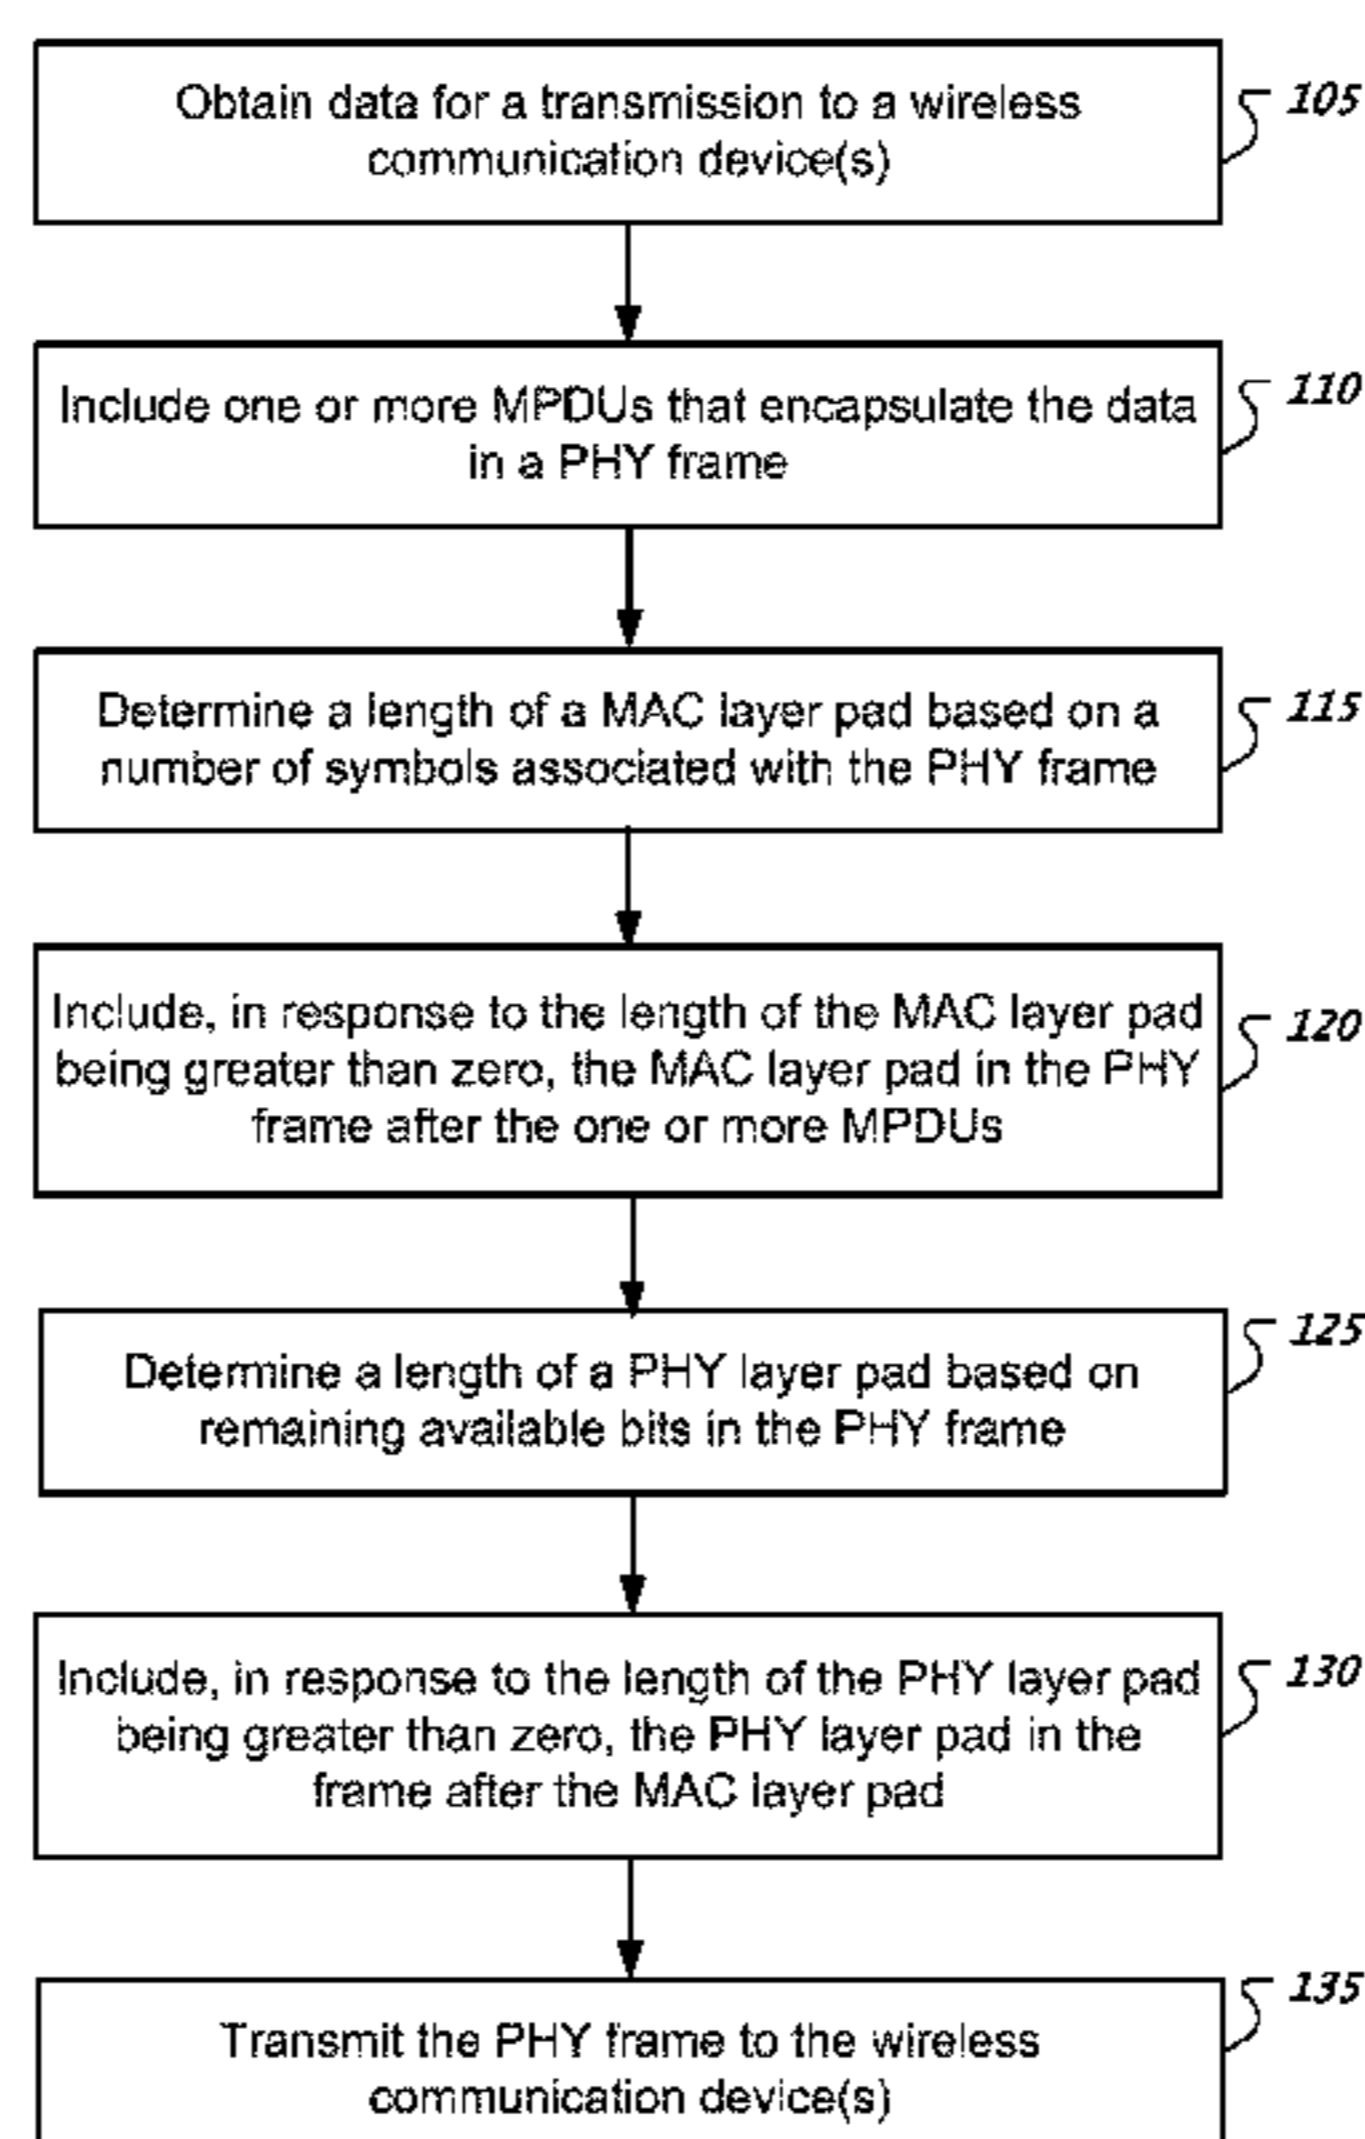 Obtain data for a transmission to a wireless
communication device(s)
105
Include one or more MPDUs that encapsulate the data
in a PHY frame
110
Determine a length of a MAC layer pad based on a
number of symbols associated with the PHY frame
115
Include, in response to the length of the MAC layer pad
being greater than zero, the MAC layer pad in the PHY
frame after the one or more MPDUs
120
Determine a length of a PHY layer pad based on
remaining available bits in the PHY frame
125
Include, in response to the length of the PHY layer pad
being greater than zero, the PHY layer pad in the
frame after the MAC layer pad
130
Transmit the PHY frame to the wireless
communication device(s)
135